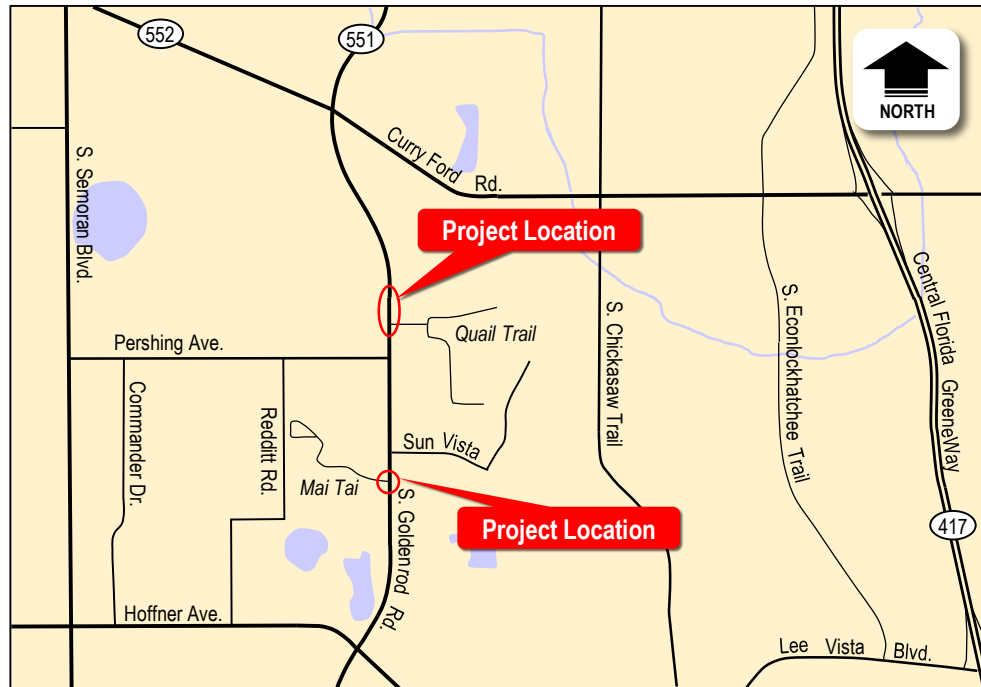 552
551
NORTH
Curry Ford Rd.
S. Semoran Blvd.
Project Location
Central Florida GreeneWay
S. Econlockhatchee Trail
S. Chickasaw Trail
Quail Trail
Pershing Ave.
Commander Dr.
Redditt Rd.
Sun Vista
Mai Tai
S. Goldenrod Rd.
Project Location
417
Hoffner Ave.
Lee Vista Blvd.